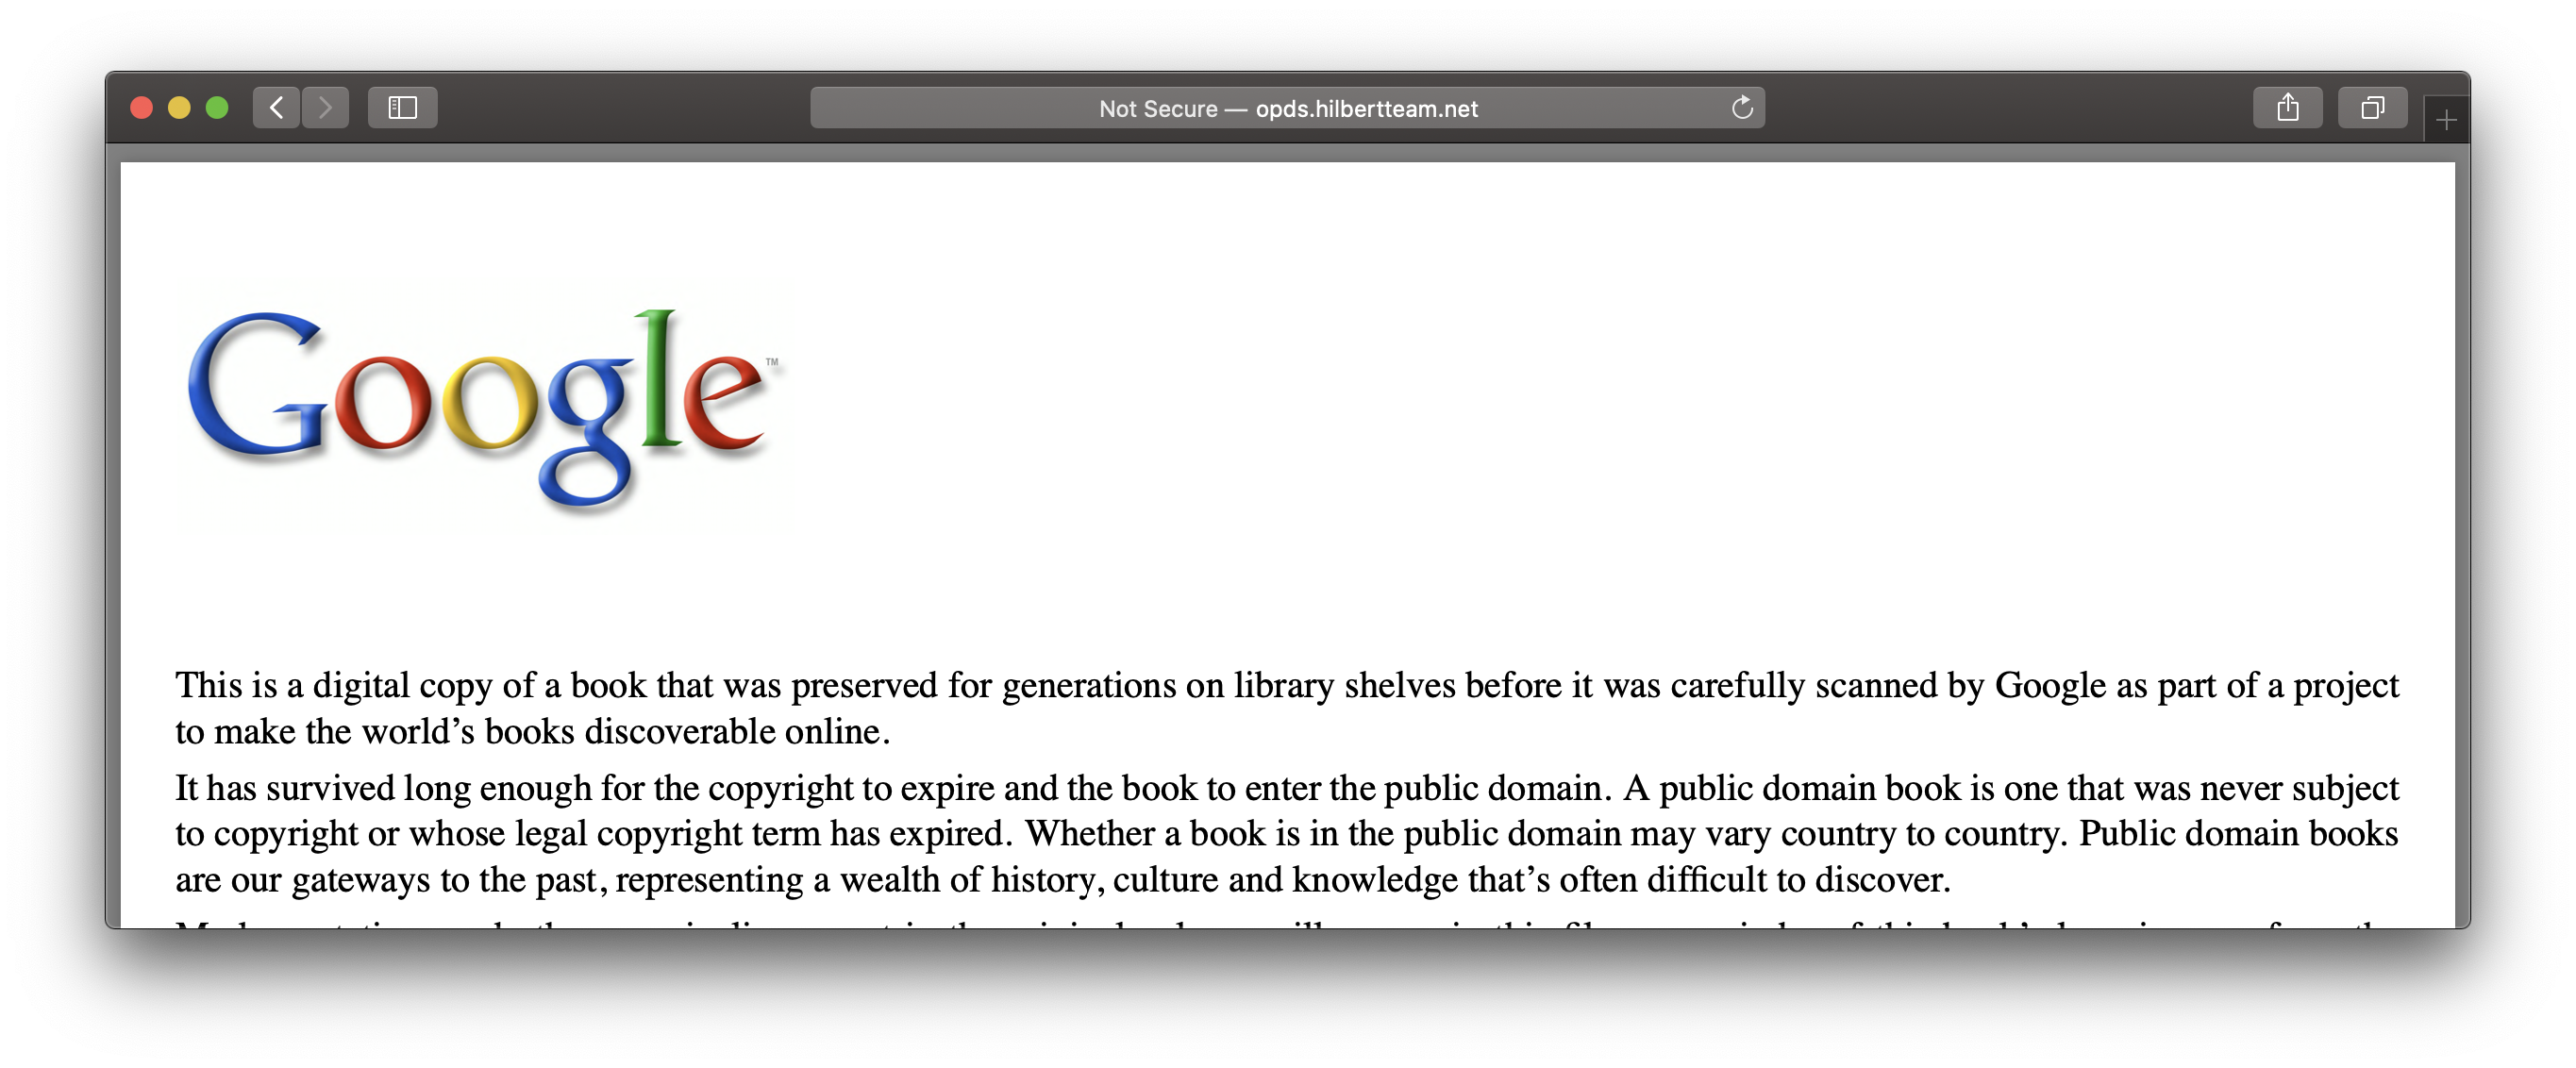 Not Secure — opds.hilbertteam.net
Google™
This is a digital copy of a book that was preserved for generations on library shelves before it was carefully scanned by Google as part of a project
to make the world’s books discoverable online.
It has survived long enough for the copyright to expire and the book to enter the public domain. A public domain book is one that was never subject
to copyright or whose legal copyright term has expired. Whether a book is in the public domain may vary country to country. Public domain books
are our gateways to the past, representing a wealth of history, culture and knowledge that’s often difficult to discover.